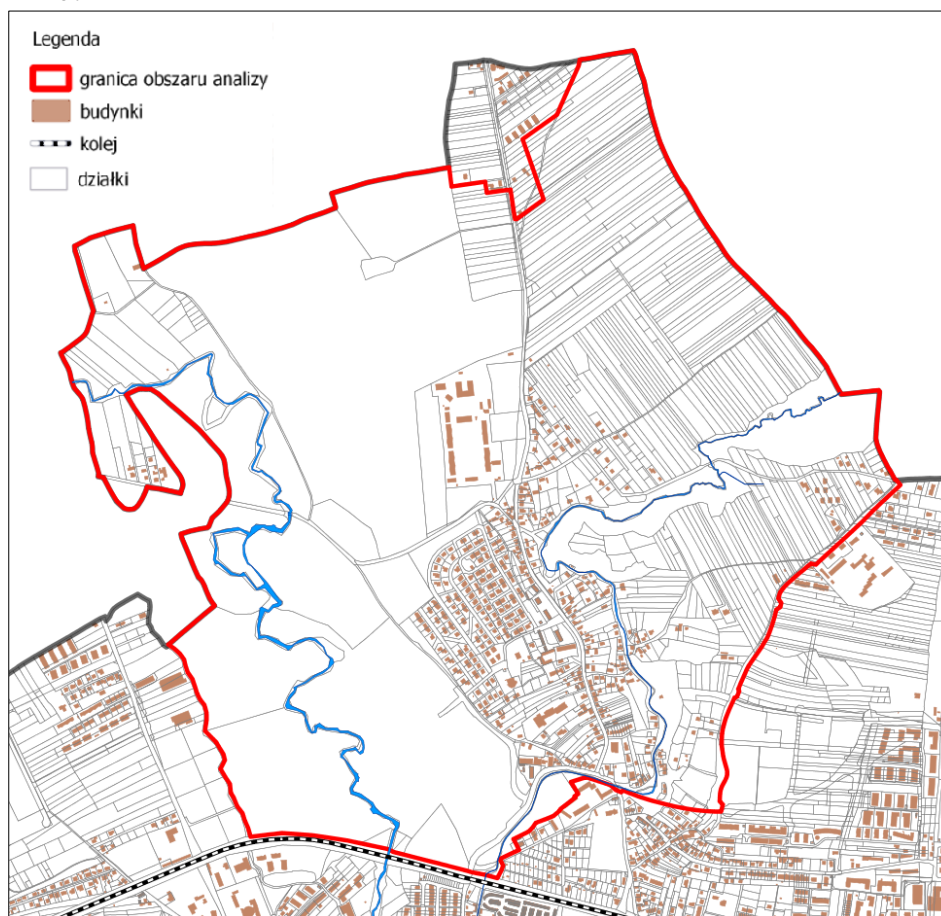 Legenda
granica obszaru analizy
budynki
kolej
działki